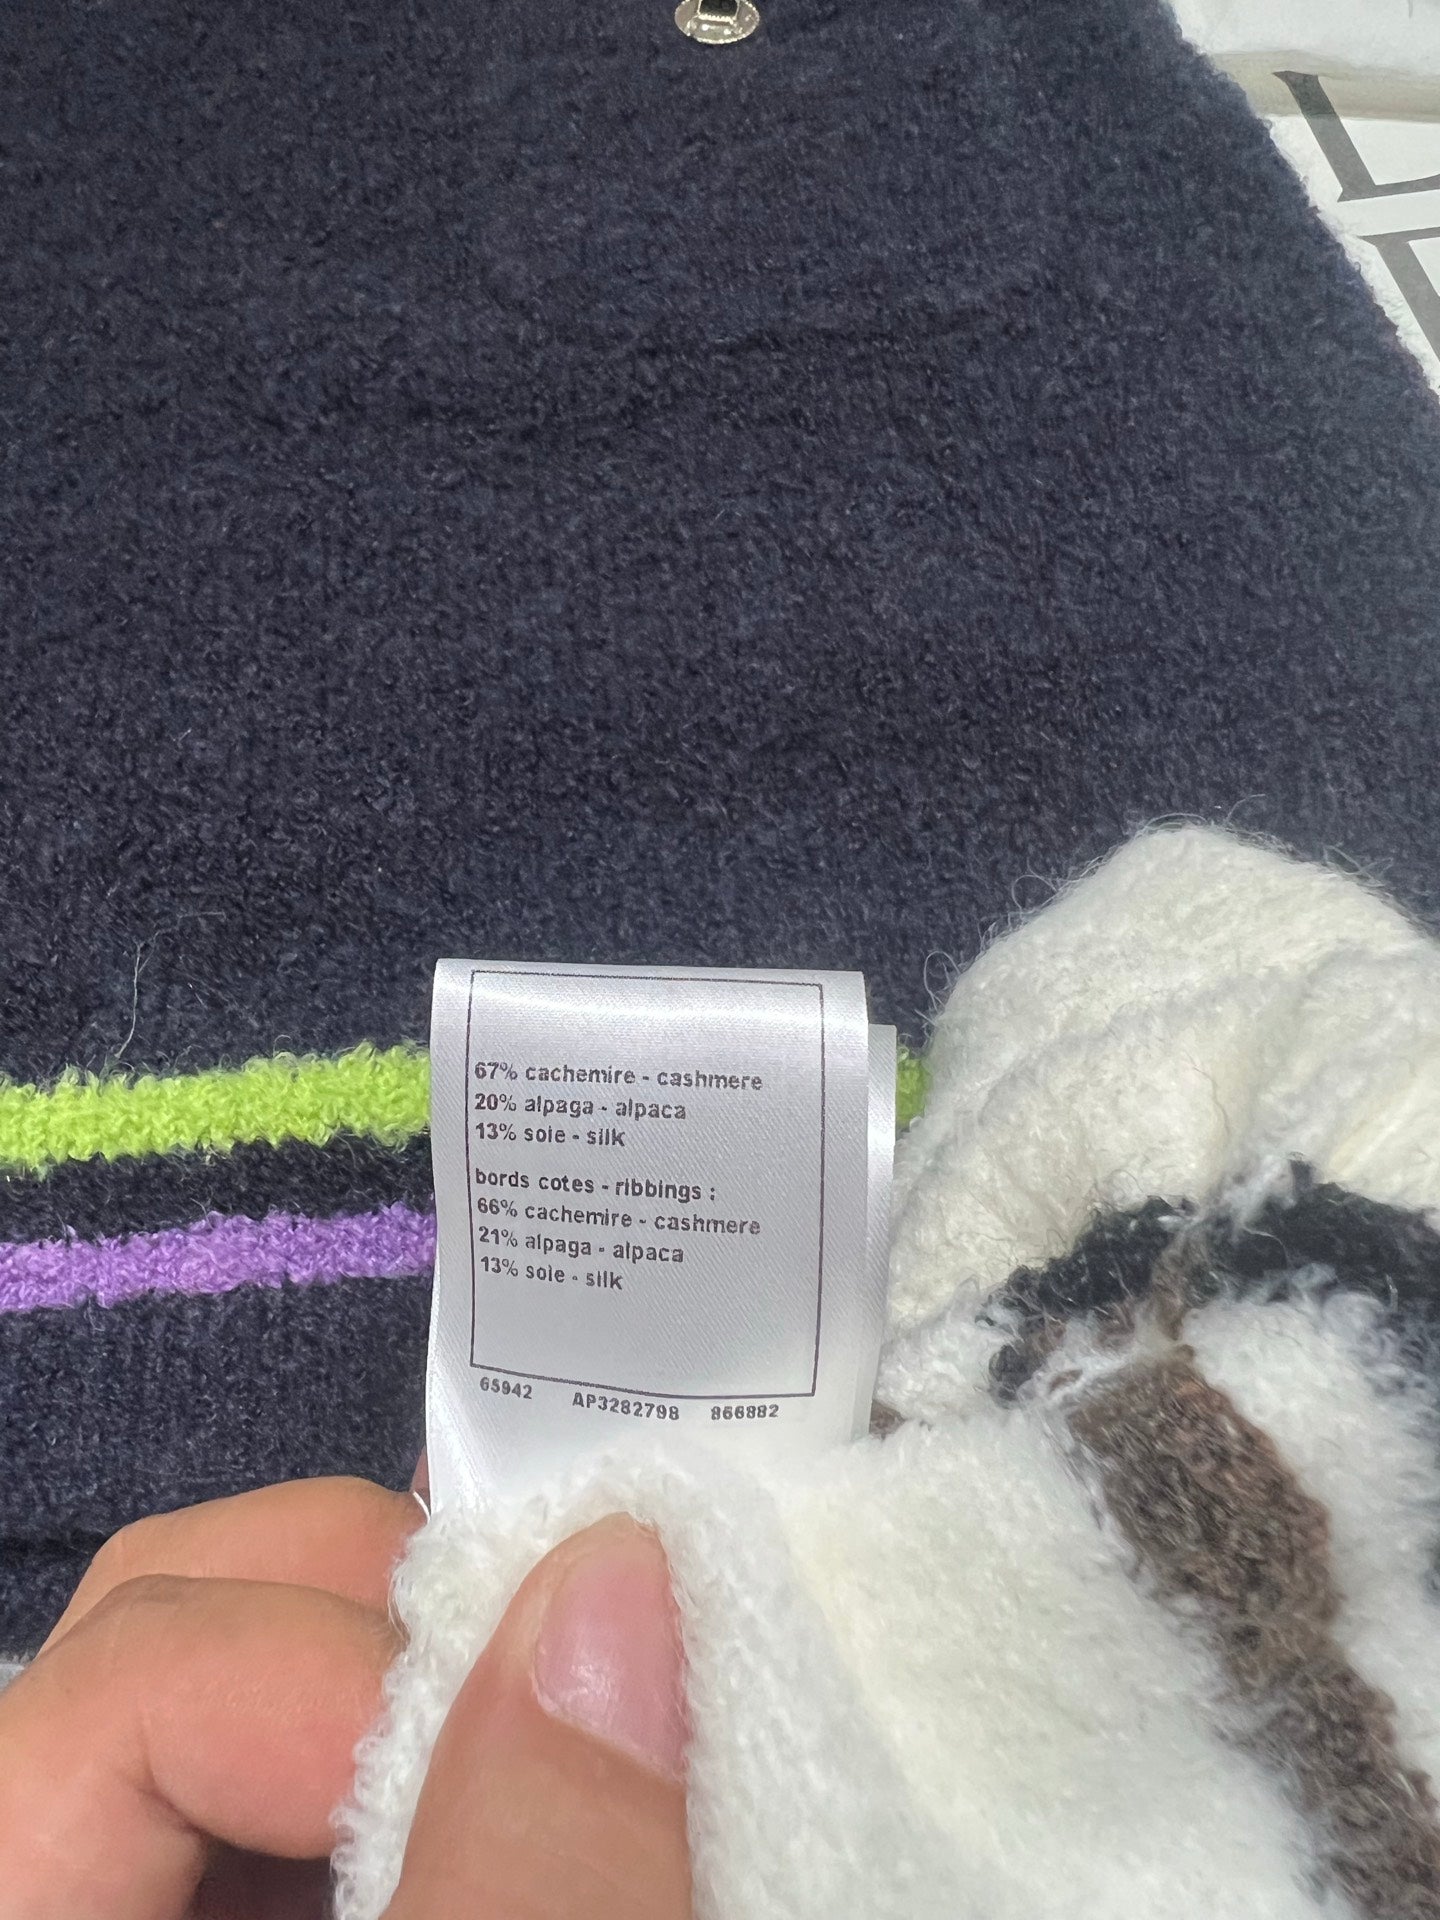 67% cachemire - cashmere
20% alpaga - alpaca
13% soie - silk
bords cotes - ribbings :
66% cachemire - cashmere
21% alpaga - alpaca
13% soie - silk
65942 AP3282798 866882